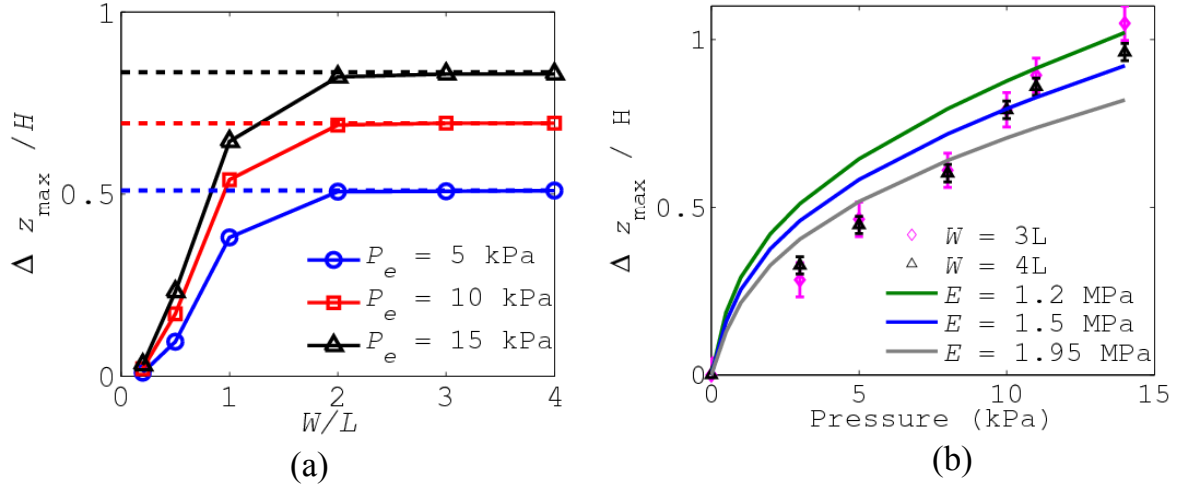 1
0.5
0
Δ z_max / H
0 1 2 3 4
W/L
P_e = 5 kPa
P_e = 10 kPa
P_e = 15 kPa
(a)
1
0.5
0
Δ z_max / H
0 5 10 15
Pressure (kPa)
W = 3L
W = 4L
E = 1.2 MPa
E = 1.5 MPa
E = 1.95 MPa
(b)